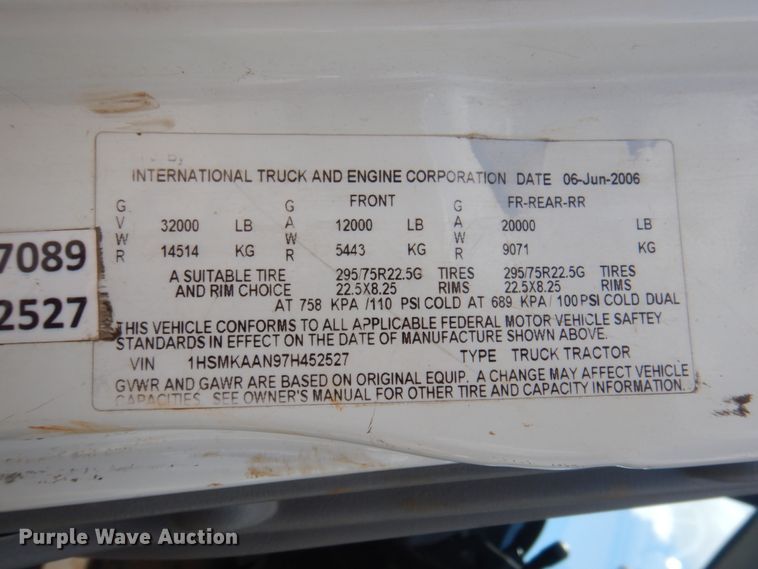 by
INTERNATIONAL TRUCK AND ENGINE CORPORATION DATE 06-Jun-2006
GVWR
FRONT
GAWR
FR-REAR-RR
GAWR
32000 LB 12000 LB 20000 LB
14514 KG 5443 KG 9071 KG
A SUITABLE TIRE 295/75R22.5G TIRES 295/75R22.5G TIRES
AND RIM CHOICE 22.5X8.25 RIMS 22.5X8.25 RIMS
AT 758 KPA /110 PSI COLD AT 689 KPA / 100 PSI COLD DUAL
THIS VEHICLE CONFORMS TO ALL APPLICABLE FEDERAL MOTOR VEHICLE SAFTEY
STANDARDS IN EFFECT ON THE DATE OF MANUFACTURE SHOWN ABOVE.
VIN 1HSMKAAN97H452527 TYPE TRUCK TRACTOR
GVWR AND GAWR ARE BASED ON ORIGINAL EQUIP. A CHANGE MAY AFFECT VEHICLE
CAPACITIES. SEE OWNER'S MANUAL FOR OTHER TIRE AND CAPACITY INFORMATION.
7089
2527
Purple Wave Auction